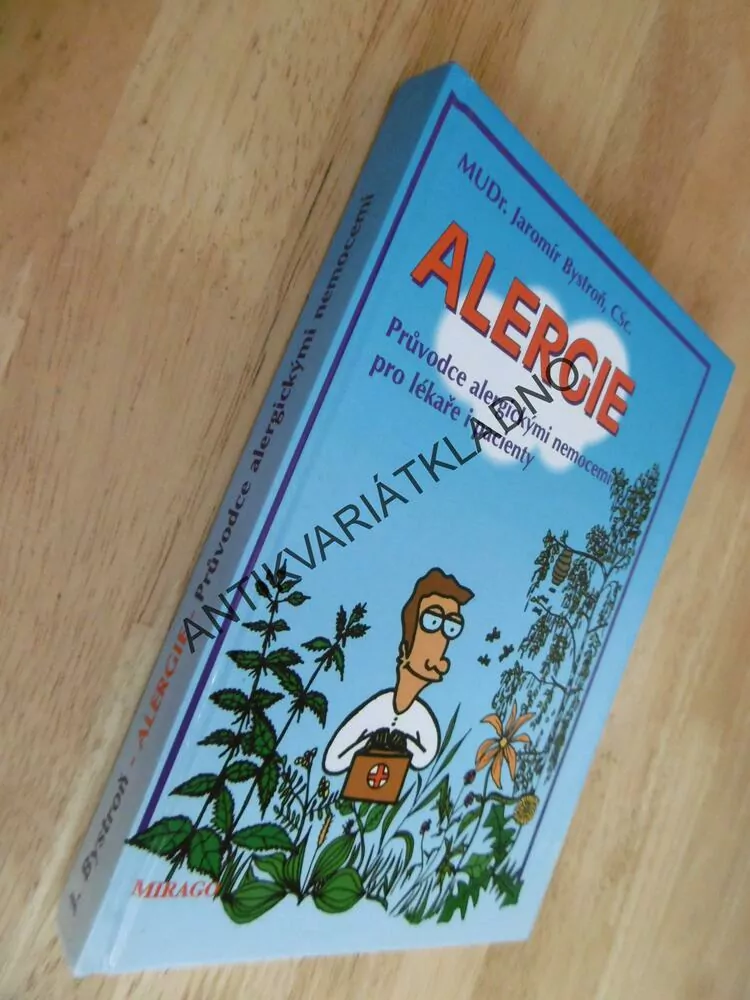 MUDr. Jaromír Bystroň, CSc.
ALERGIE
Průvodce alergickými nemocemi
pro lékaře i pacienty
MIRAGO
J. Bystroň - ALERGIE - Průvodce alergickými nemocemi
ANTIKVARIÁTKLADNO